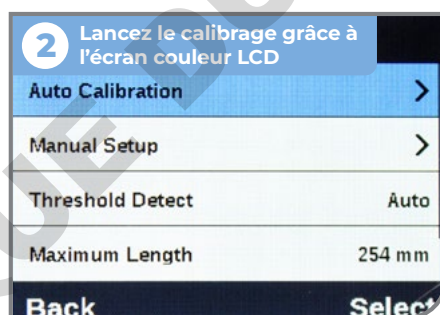 2 Lancez le calibrage grâce à
l'écran couleur LCD
Auto Calibration >
Manual Setup >
Threshold Detect Auto
Maximum Length 254 mm
Back Select